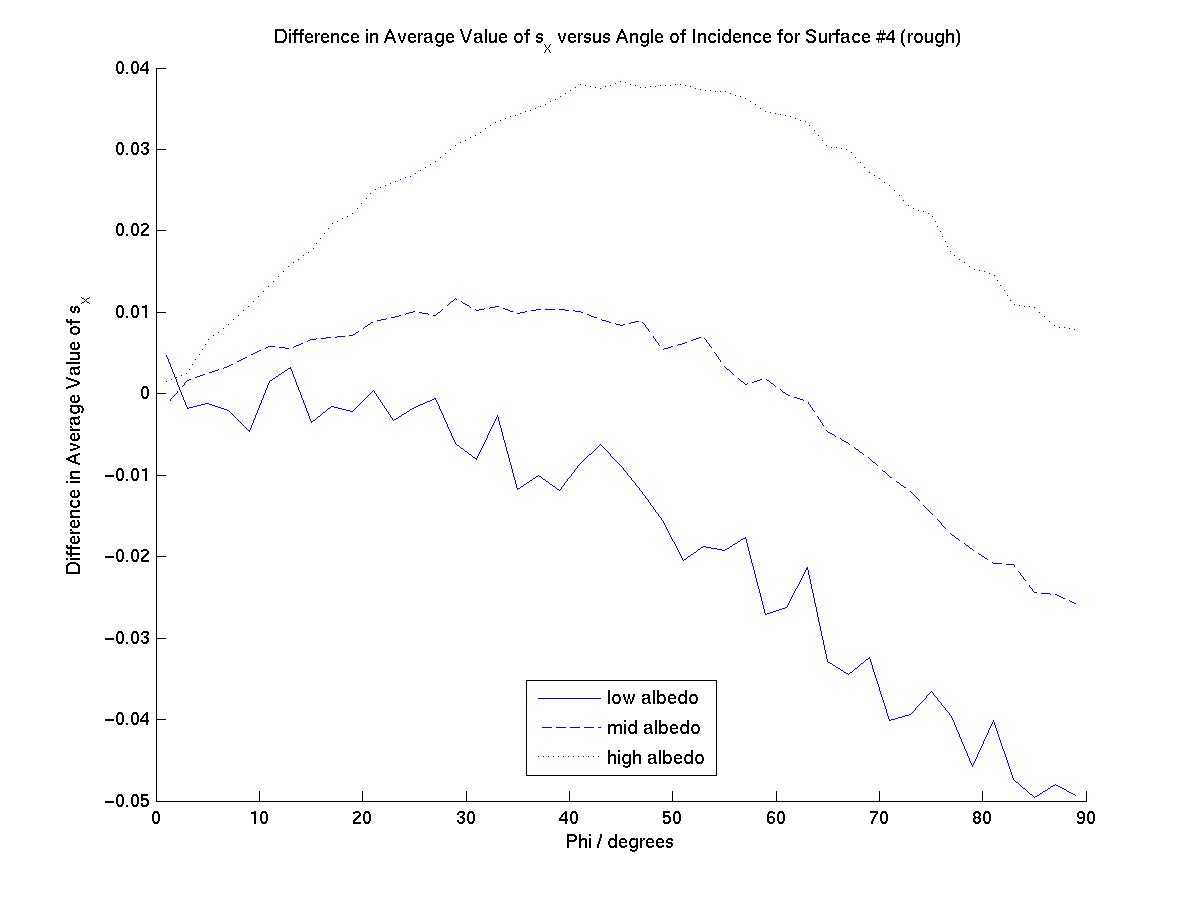 Difference in Average Value of s_x versus Angle of Incidence for Surface #4 (rough)
Difference in Average Value of s_x
0.04
0.03
0.02
0.01
0
−0.01
−0.02
−0.03
−0.04
−0.05
low albedo
mid albedo
high albedo
0 10 20 30 40 50 60 70 80 90
Phi / degrees